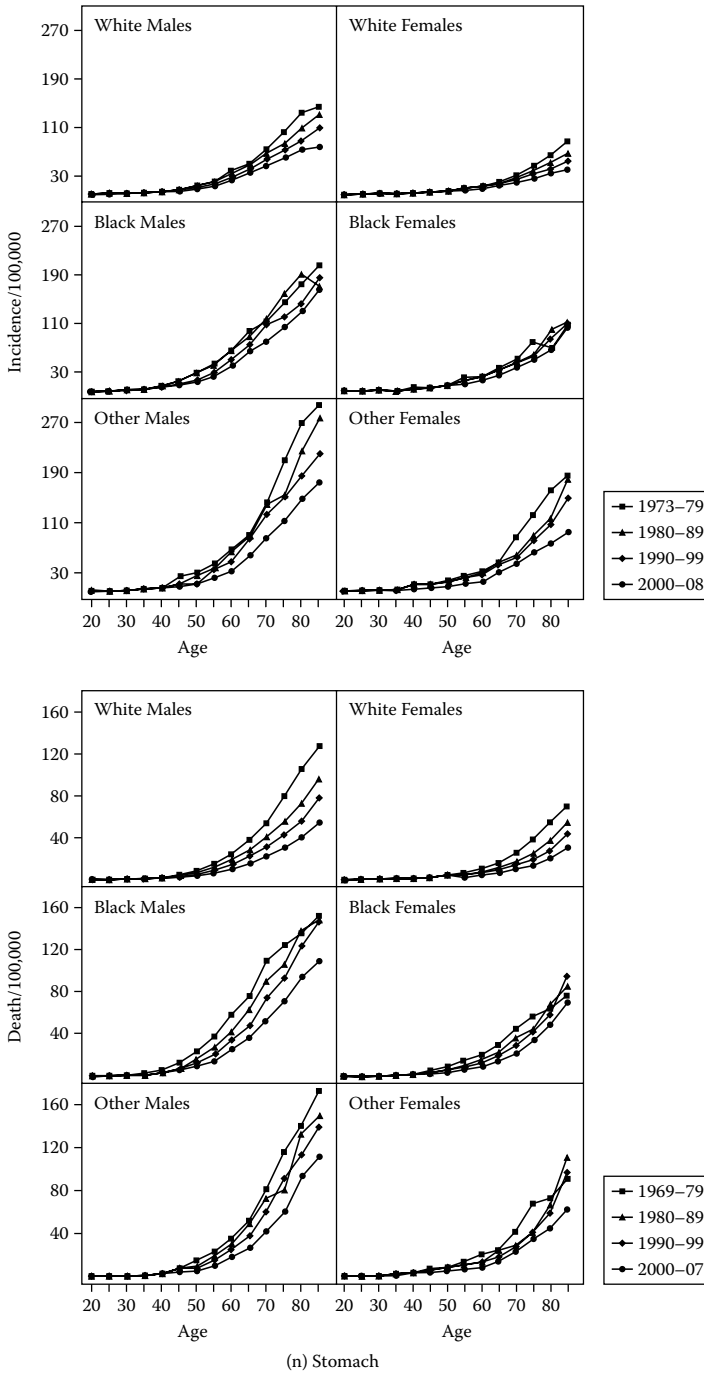 White Males
White Females
270
190
110
30
Black Males
Black Females
270
190
110
30
Incidence/100,000
Other Males
Other Females
270
190
110
30
1973–79
1980–89
1990–99
2000–08
20 30 40 50 60 70 80
20 30 40 50 60 70 80
Age
Age
White Males
White Females
160
120
80
40
Black Males
Black Females
160
120
80
40
Death/100,000
Other Males
Other Females
160
120
80
40
1969–79
1980–89
1990–99
2000–07
20 30 40 50 60 70 80
20 30 40 50 60 70 80
Age
Age
(n) Stomach